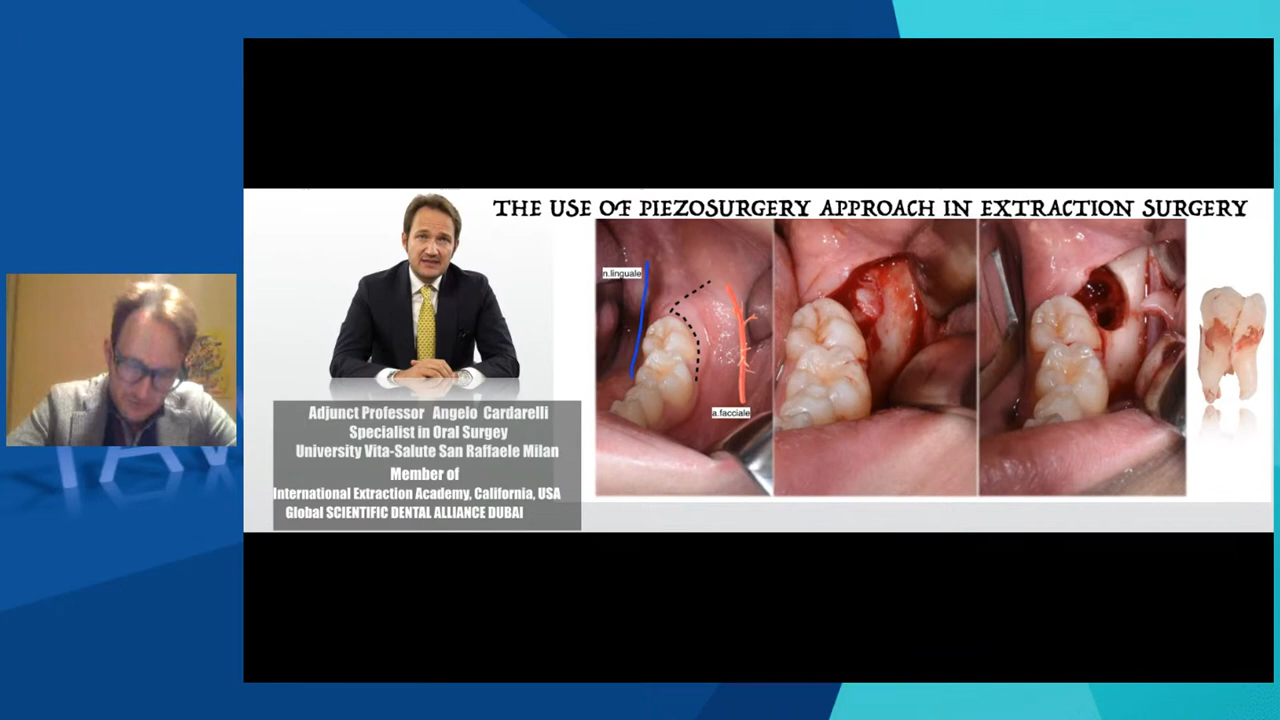 THE USE OF PIEZOSURGERY APPROACH IN EXTRACTION SURGERY
n.linguale
a.facciale
Adjunct Professor Angelo Cardarelli
Specialist in Oral Surgey
University Vita-Salute San Raffaele Milan
Member of
International Extraction Academy, California, USA
Global SCIENTIFIC DENTAL ALLIANCE DUBAI